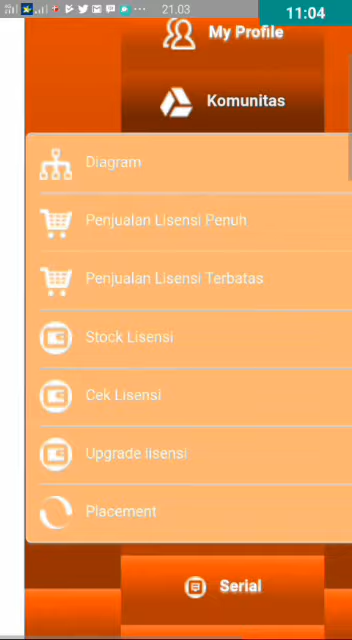 21.03
11:04
My Profile
Komunitas
Diagram
Penjualan Lisensi Penuh
Penjualan Lisensi Terbatas
Stock Lisensi
Cek Lisensi
Upgrade lisensi
Placement
Serial